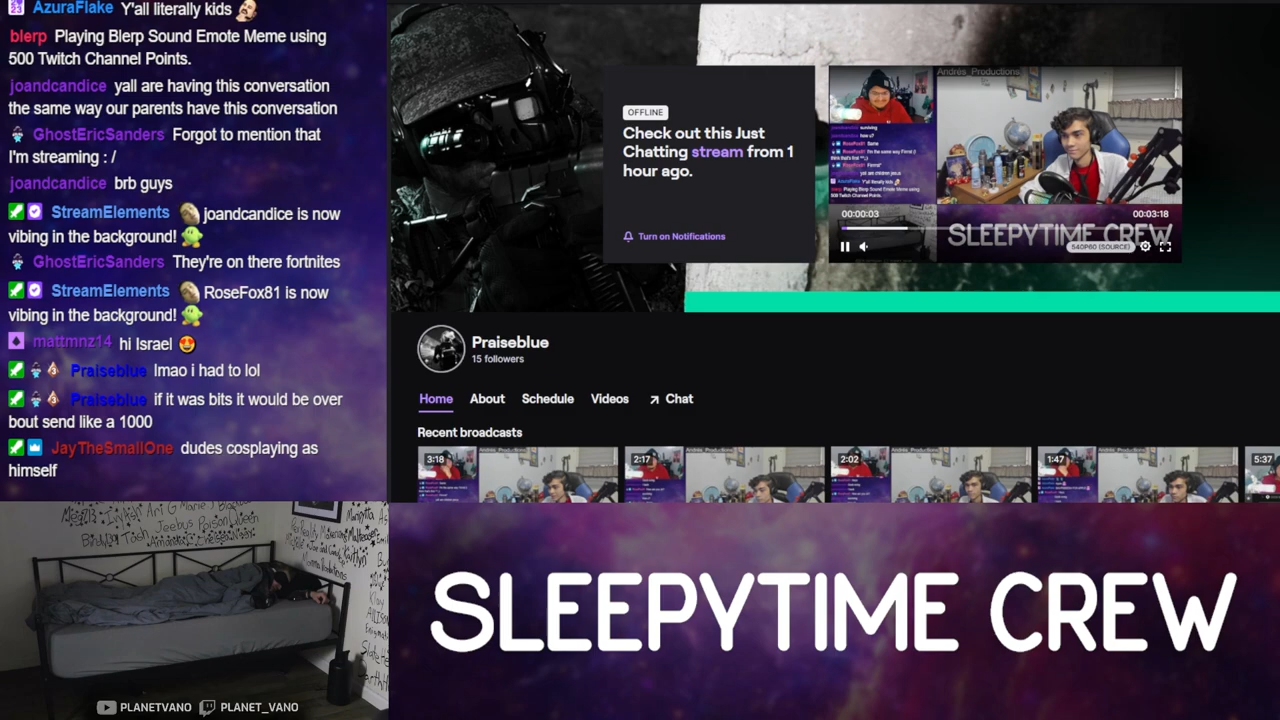 AzuraFlake Y'all literally kids
blerp Playing Blerp Sound Emote Meme using
500 Twitch Channel Points.
joandcandice yall are having this conversation
the same way our parents have this conversation
GhostEricSanders Forgot to mention that
I'm streaming : /
joandcandice brb guys
StreamElements joandcandice is now
vibing in the background!
GhostEricSanders They're on there fortnites
StreamElements RoseFox81 is now
vibing in the background!
mattmnz14 hi Israel
Praiseblue lmao i had to lol
Praiseblue if it was bits it would be over
bout send like a 1000
JayTheSmallOne dudes cosplaying as
himself
OFFLINE
Check out this Just
Chatting stream from 1
hour ago.
Turn on Notifications
Andrés_Productions
00:00:03
00:03:18
SLEEPYTIME CREW
540P60 (SOURCE)
Praiseblue
15 followers
Home About Schedule Videos Chat
Recent broadcasts
3:18 2:17 2:02 1:47 5:37
SLEEPYTIME CREW
Jeebus Poison Queen
PLANETVANO PLANET_VANO